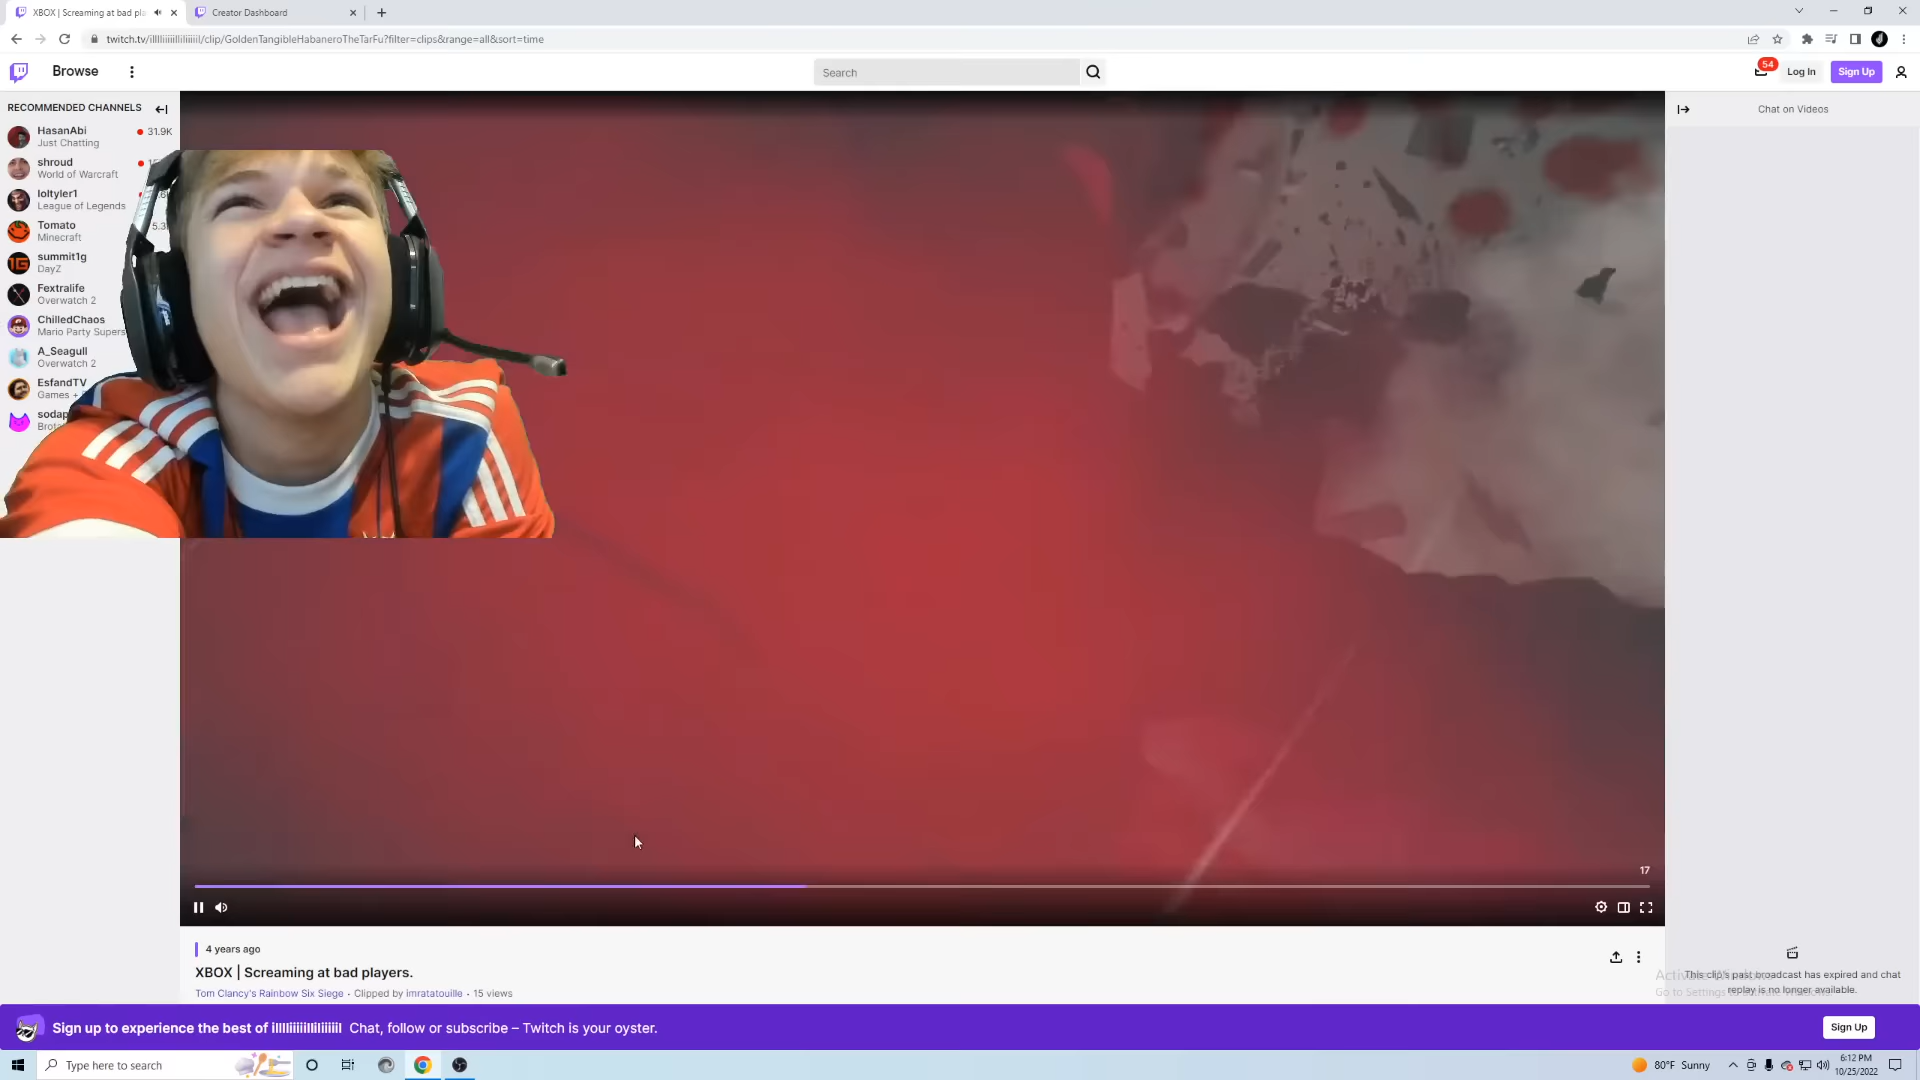 XBOX | Screaming at bad pla
Creator Dashboard
GoldenTangibleHabaneroTheTarFu?filter=clips&range=all&sort=time
Browse
Search
54
Log In
Sign Up
RECOMMENDED CHANNELS
HasanAbi
31.9K
Just Chatting
shroud
World of Warcraft
loltyler1
League of Legends
Tomato
5.3
Minecraft
summit1g
DayZ
Fextralife
Overwatch 2
ChilledChaos
Mario Party Supers
A_Seagull
Overwatch 2
EsfandTV
Games +
sodap
Brota
Chat on Videos
17
4 years ago
XBOX | Screaming at bad players.
Tom Clancy's Rainbow Six Siege · Clipped by imratatouille · 15 views
This clip's past broadcast has expired and chat
replay is no longer available.
Sign up to experience the best of
Chat, follow or subscribe – Twitch is your oyster.
Sign Up
Type here to search
80°F Sunny
6:12 PM
10/25/2022